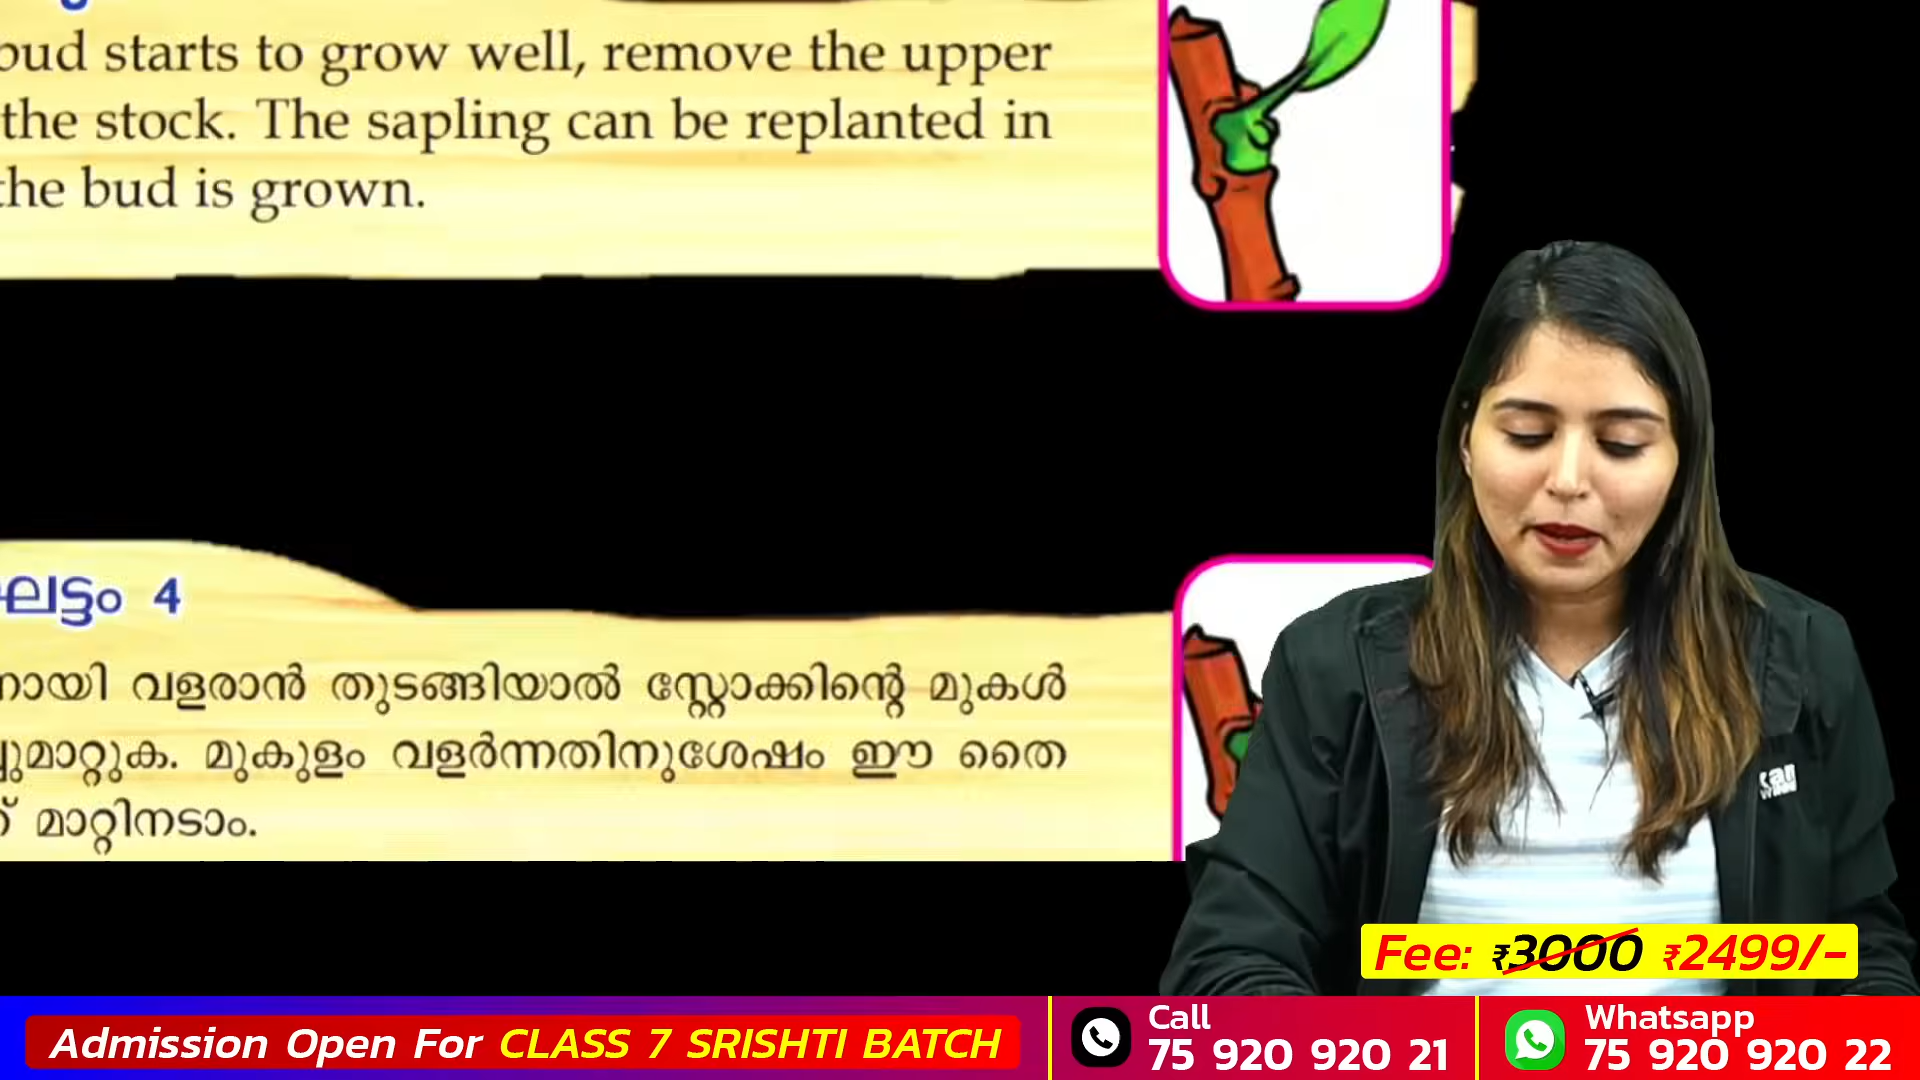 bud starts to grow well, remove the upper
the stock. The sapling can be replanted in
the bud is grown.
ഘട്ടം 4
നായി വളരാൻ തുടങ്ങിയാൽ സ്റ്റോക്കിന്റെ മുകൾ
ച്ചുമാറ്റുക. മുകുളം വളർന്നതിനുശേഷം ഈ തൈ
മാറ്റിനടാം.
Fee: ₹3000 ₹2499/-
Admission Open For CLASS 7 SRISHTI BATCH
Call
75 920 920 21
Whatsapp
75 920 920 22